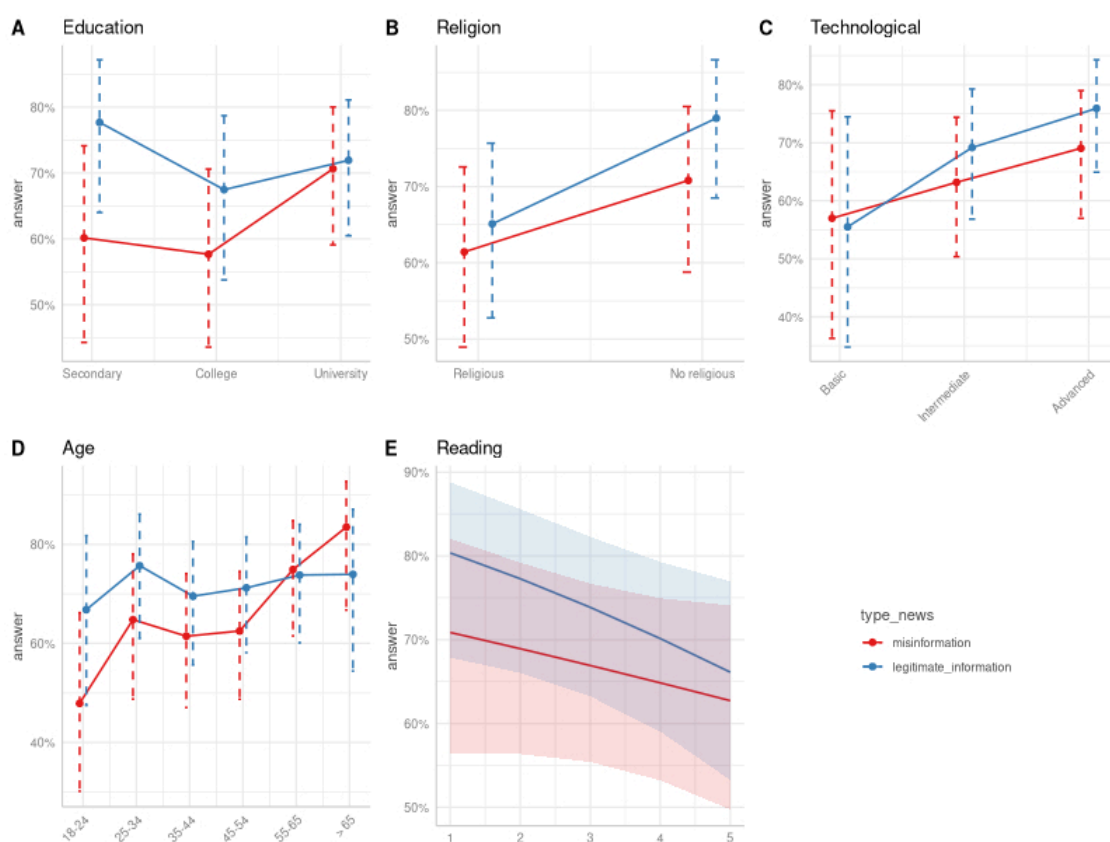 A Education
B Religion
C Technological
80%
70%
60%
50%
answer
Secondary College University
80%
70%
60%
50%
answer
Religious No religious
80%
70%
60%
50%
40%
answer
Basic Intermediate Advanced
D Age
E Reading
80%
60%
40%
answer
18-24 25-34 35-44 45-54 55-65 > 65
90%
80%
70%
60%
50%
answer
1 2 3 4 5
type_news
misinformation
legitimate_information